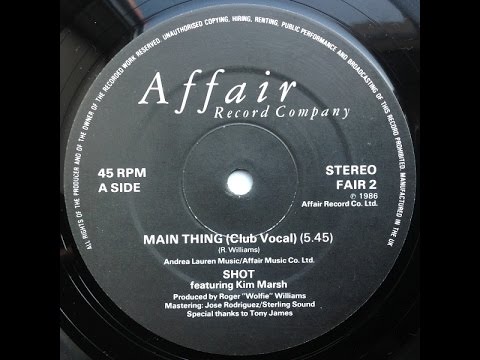 ALL RIGHTS OF THE PRODUCER AND OF THE OWNER OF THE RECORDED WORK RESERVED. UNAUTHORISED COPYING, HIRING, RENTING, PUBLIC PERFORMANCE AND BROADCASTING OF THIS RECORD PROHIBITED. MANUFACTURED IN THE UK
Affair
Record Company
45 RPM
A SIDE
STEREO
FAIR 2
℗ 1986
Affair Record Co. Ltd.
MAIN THING (Club Vocal) (5.45)
(R. Williams)
Andrea Lauren Music/Affair Music Co. Ltd.
SHOT
featuring Kim Marsh
Produced by Roger "Wolfie" Williams
Mastering: Jose Rodriguez/Sterling Sound
Special thanks to Tony James